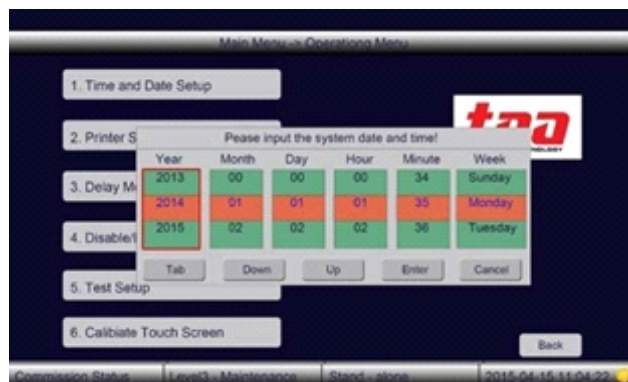 Main Menu -> Operationg Menu
1. Time and Date Setup
2. Printer S
taa
Pease input the system date and time!
Year Month Day Hour Minute Week
2013 00 00 00 34 Sunday
3. Delay M
2014 01 01 01 35 Monday
2015 02 02 02 36 Tuesday
4. Disable/
Tab Down Up Enter Cancel
5. Test Setup
6. Calibiate Touch Screen
Back
Commission Status Level3 - Maintenance Stand - alone 2015-04-15 11:04:22